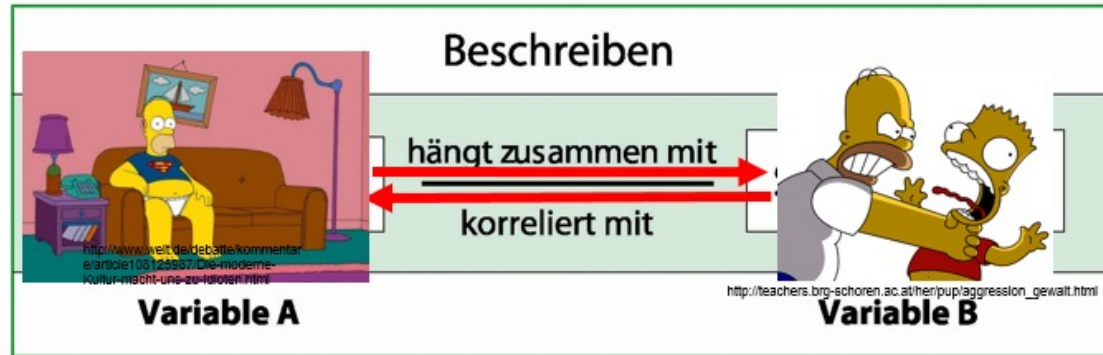 Beschreiben
hängt zusammen mit
korreliert mit
http://www.welt.de/debatte/kommentar
e/article108125987/Die-moderne-
Kultur-macht-uns-zu-Idioten.html
http://teachers.brg-schoren.ac.at/her/pup/aggression_gewalt.html
Variable A
Variable B